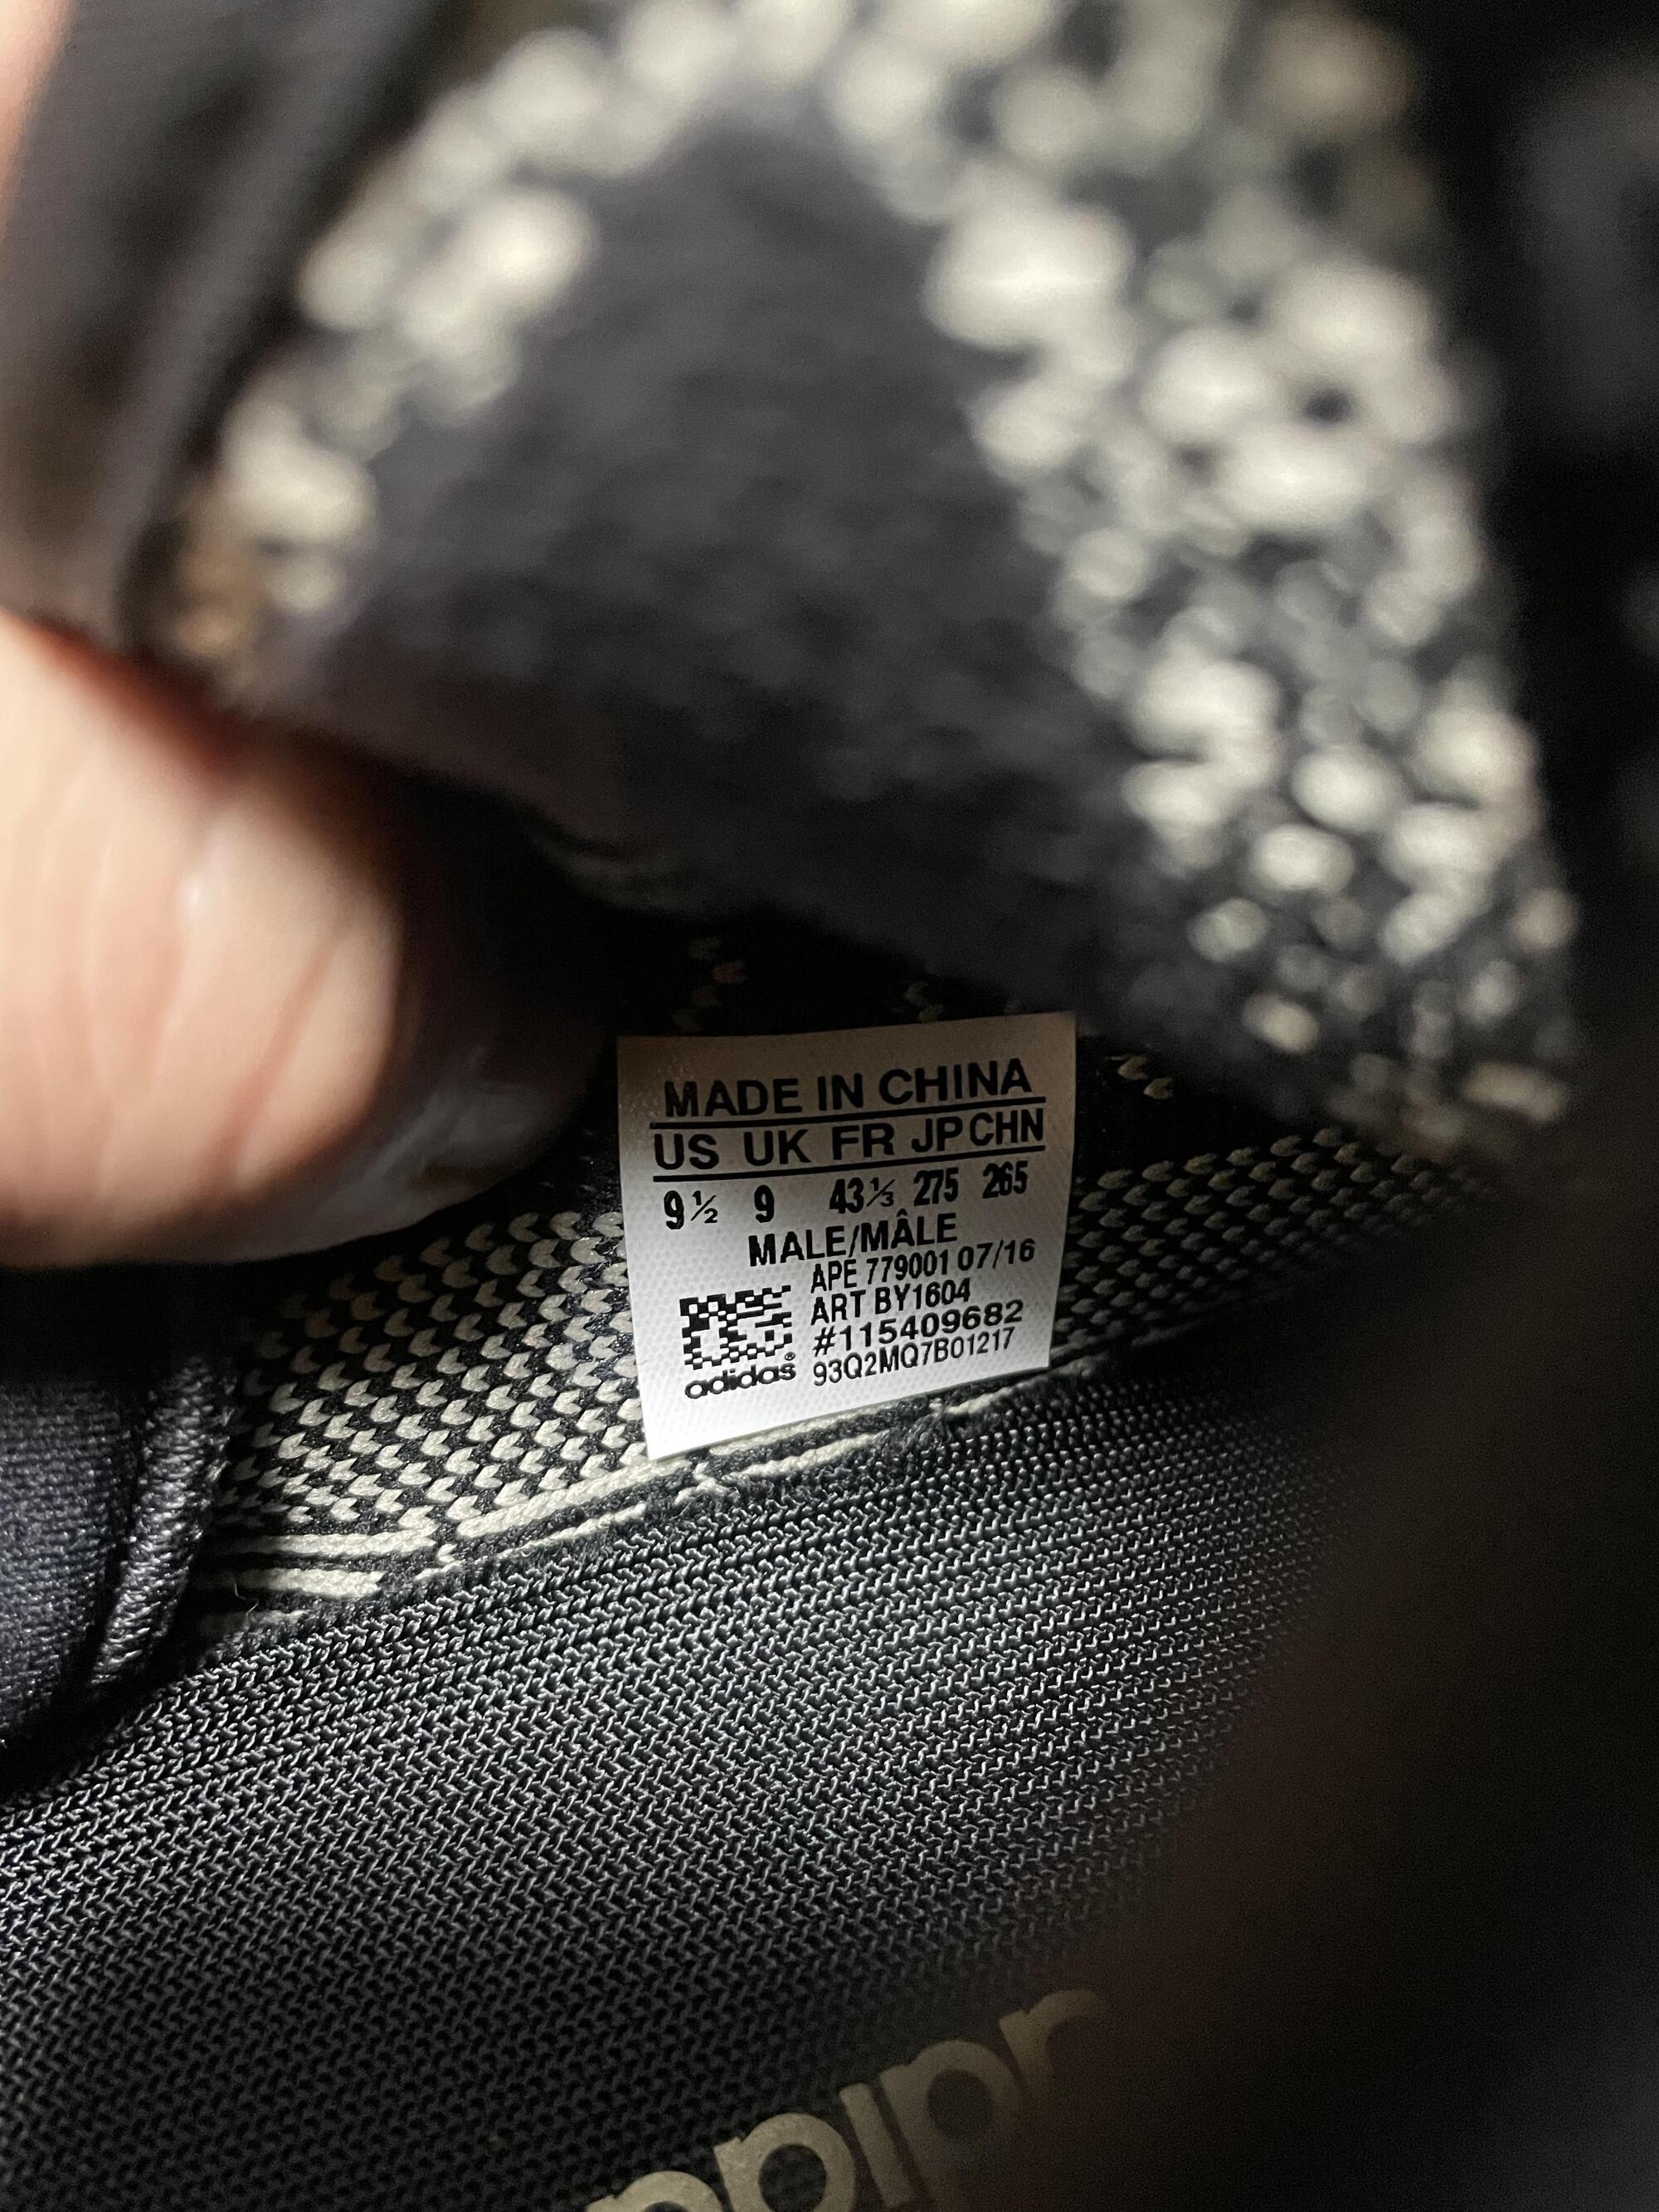 MADE IN CHINA
US UK FR JP CHN
9½ 9 43⅓ 275 265
MALE/MÂLE
APE 779001 07/16
ART BY1604
#115409682
93Q2MQ7B01217
adidas®